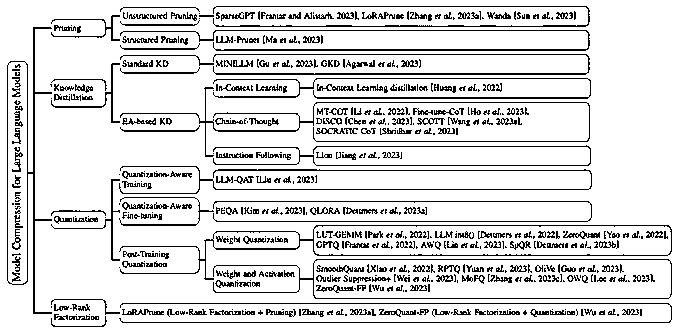 Model Compression for Large Language Models
Pruning
Unstructured Pruning
SparseGPT [Frantar and Alistarh, 2023], LoRAPrune [Zhang et al., 2023a], Wanda [Sun et al., 2023]
Structured Pruning
LLM-Pruner [Ma et al., 2023]
Knowledge
Distillation
Standard KD
MINILLM [Gu et al., 2023], GKD [Agarwal et al., 2023]
EA-based KD
In-Context Learning
In-Context Learning distillation [Huang et al., 2022]
Chain-of-Thought
MT-COT [Li et al., 2022], Fine-tune-CoT [Ho et al., 2023],
DISCO [Chen et al., 2023], SCOTT [Wang et al., 2023a],
SOCRATIC CoT [Shridhar et al., 2023]
Instruction Following
Lion [Jiang et al., 2023]
Quantization
Quantization-Aware
Training
LLM-QAT [Liu et al., 2023]
Quantization-Aware
Fine-tuning
PEQA [Kim et al., 2023], QLORA [Dettmers et al., 2023a]
Post-Training
Quantization
Weight Quantization
LUT-GEMM [Park et al., 2022], LLM.int8() [Dettmers et al., 2022], ZeroQuant [Yao et al., 2022],
GPTQ [Frantar et al., 2022], AWQ [Lin et al., 2023], SpQR [Dettmers et al., 2023b]
Weight and Activation
Quantization
SmoothQuant [Xiao et al., 2022], RPTQ [Yuan et al., 2023], OliVe [Guo et al., 2023],
Outlier Suppression+ [Wei et al., 2023], MoFQ [Zhang et al., 2023c], OWQ [Lee et al., 2023],
ZeroQuant-FP [Wu et al., 2023]
Low-Rank
Factorization
LoRAPrune (Low-Rank Factorization + Pruning) [Zhang et al., 2023a], ZeroQuant-FP (Low-Rank Factorization + Quantization) [Wu et al., 2023]